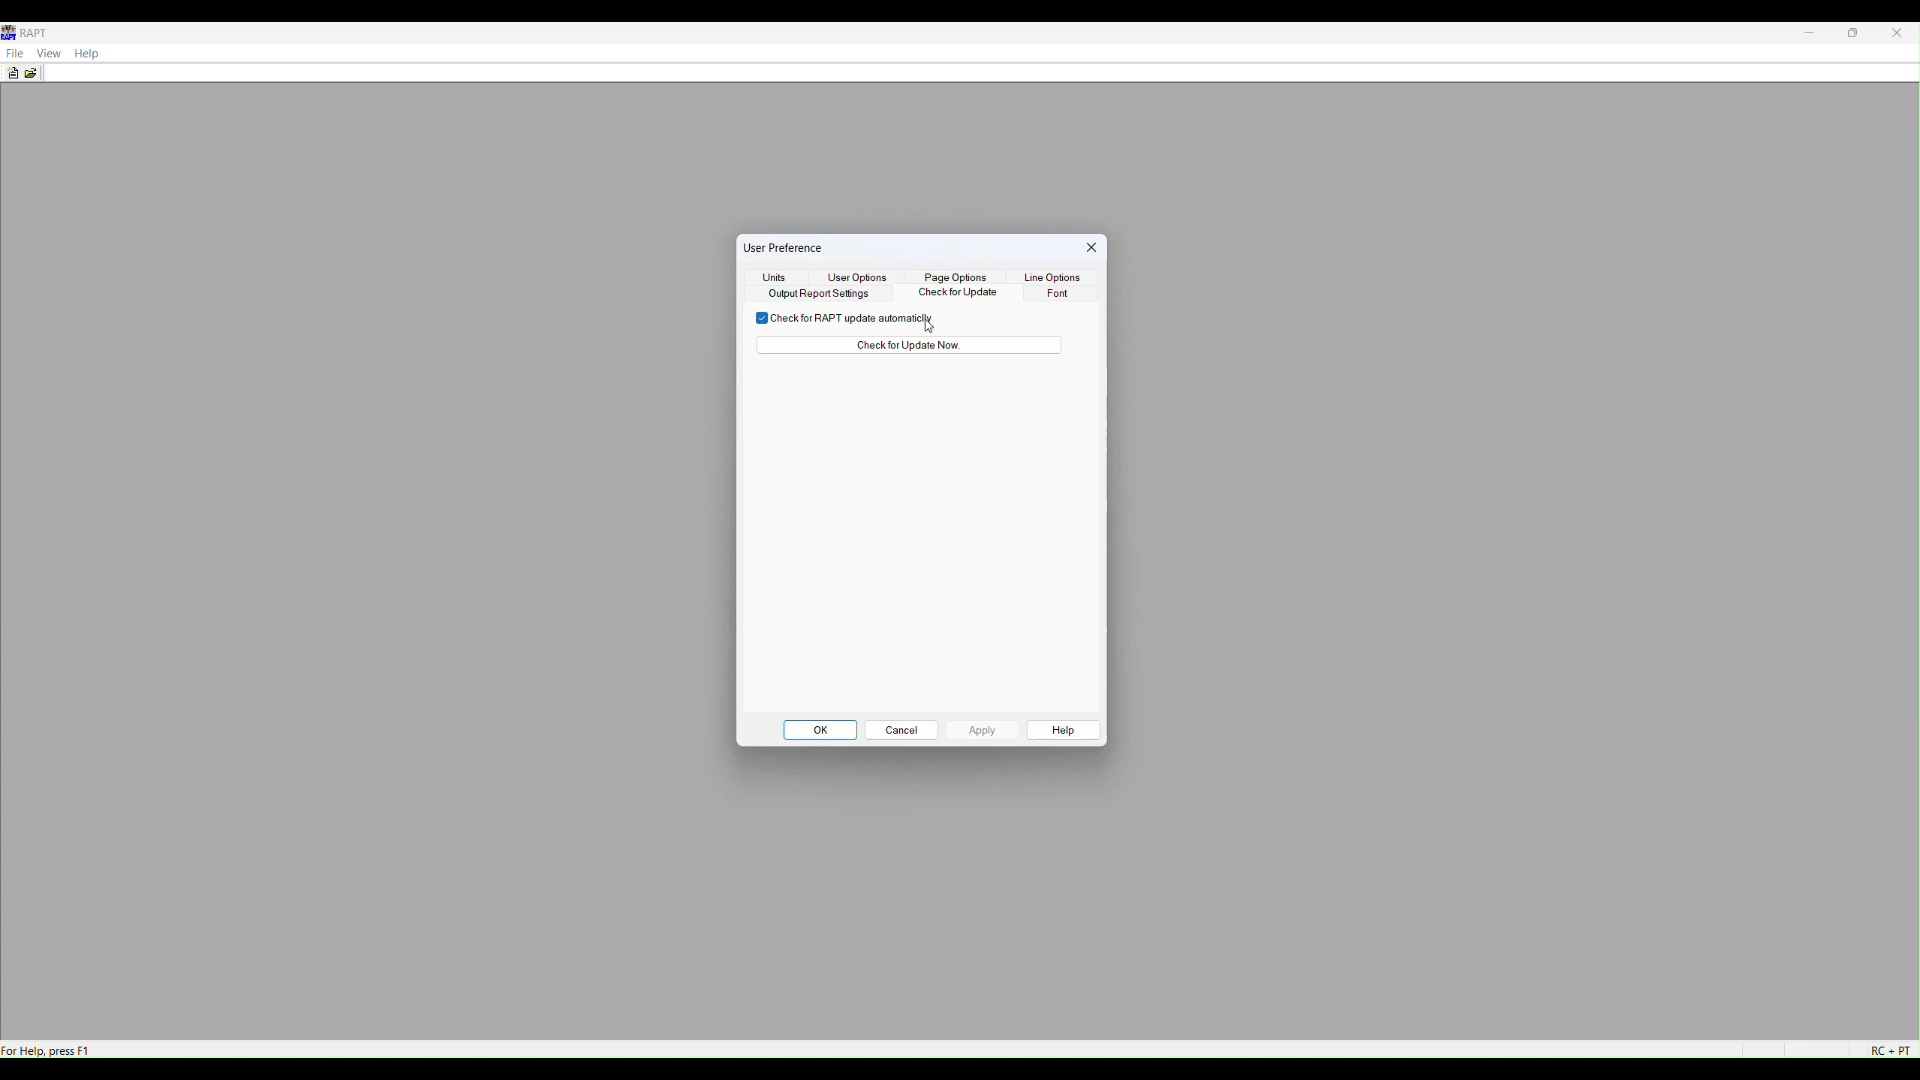 RAPT
File View Help
User Preference
Units User Options Page Options Line Options
Output Report Settings Check for Update Font
Check for RAPT update automaticlly
Check for Update Now.
OK Cancel Apply Help
For Help, press F1 RC + PT